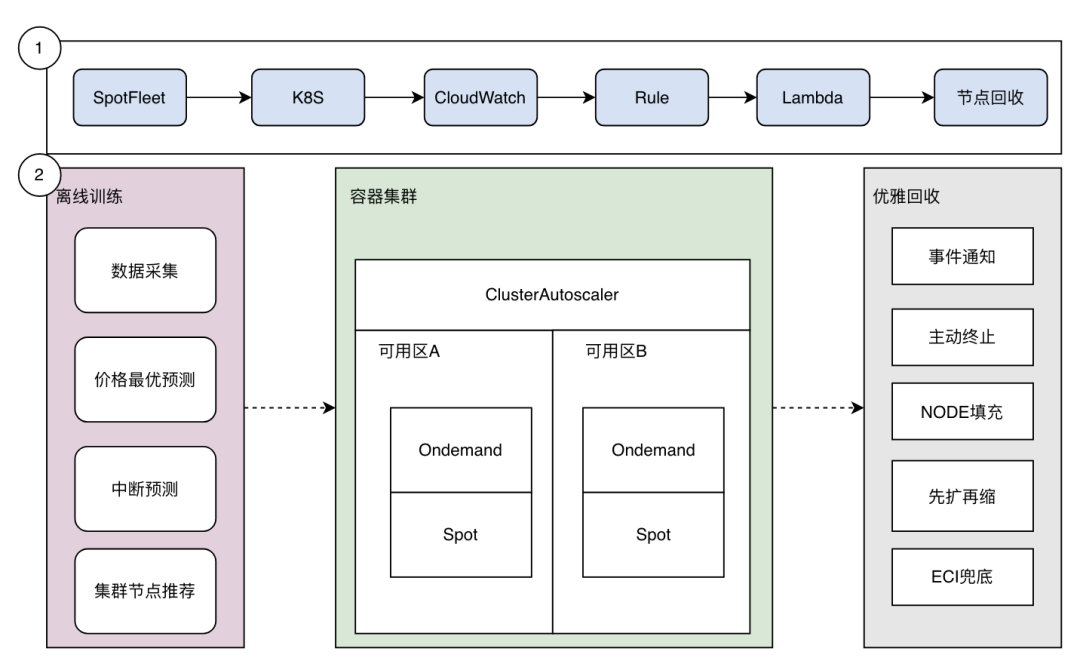 1
SpotFleet
K8S
CloudWatch
Rule
Lambda
节点回收
2
离线训练
数据采集
价格最优预测
中断预测
集群节点推荐
容器集群
ClusterAutoscaler
可用区A
可用区B
Ondemand
Spot
Ondemand
Spot
优雅回收
事件通知
主动终止
NODE填充
先扩再缩
ECI兜底